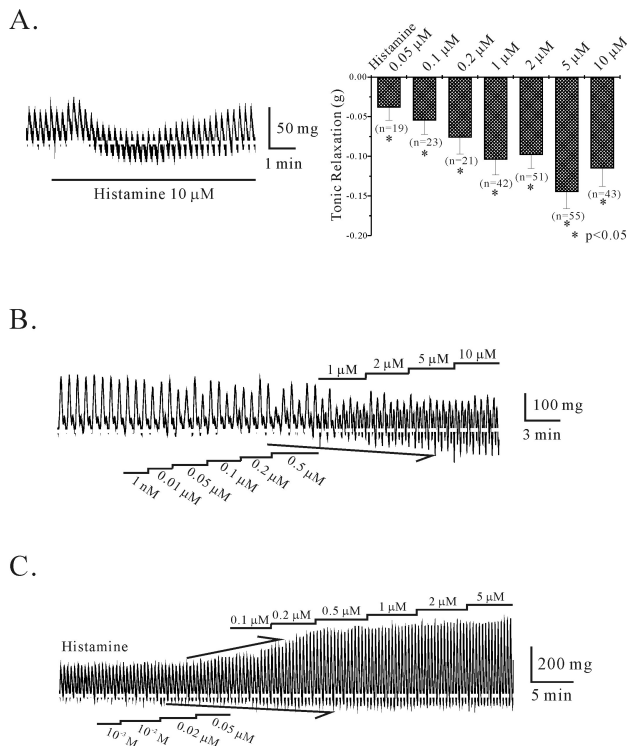 A.
50 mg
1 min
Histamine 10 μM
Histamine
0.05 μM
0.1 μM
0.2 μM
1 μM
2 μM
5 μM
10 μM
Tonic Relaxation (g)
0.00
-0.05
-0.10
-0.15
-0.20
(n=19)
*
(n=23)
*
(n=21)
*
(n=42)
*
(n=51)
*
(n=55)
*
(n=43)
*
* p<0.05
B.
1 μM
2 μM
5 μM
10 μM
100 mg
3 min
1 nM
0.01 μM
0.05 μM
0.1 μM
0.2 μM
0.5 μM
C.
0.1 μM
0.2 μM
0.5 μM
1 μM
2 μM
5 μM
Histamine
200 mg
5 min
10⁻³ M
10⁻² M
0.02 μM
0.05 μM